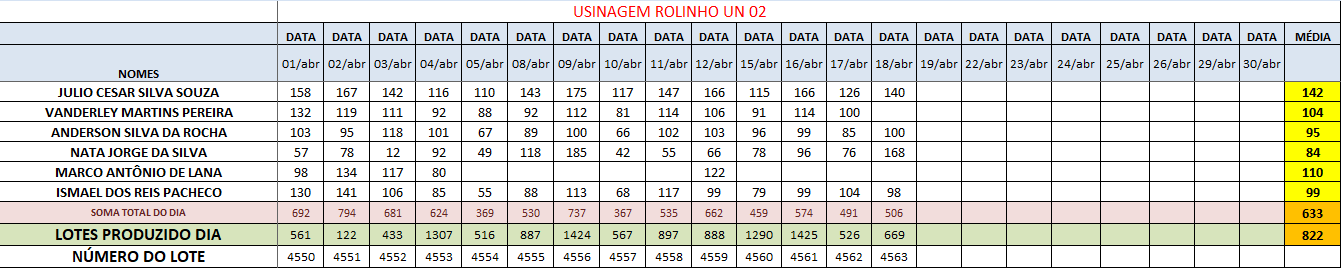 USINAGEM ROLINHO UN 02
DATA DATA DATA DATA DATA DATA DATA DATA DATA DATA DATA DATA DATA DATA DATA DATA DATA DATA DATA DATA DATA DATA MÉDIA
NOMES 01/abr 02/abr 03/abr 04/abr 05/abr 08/abr 09/abr 10/abr 11/abr 12/abr 15/abr 16/abr 17/abr 18/abr 19/abr 22/abr 23/abr 24/abr 25/abr 26/abr 29/abr 30/abr
JULIO CESAR SILVA SOUZA 158 167 142 116 110 143 175 117 147 166 115 166 126 140 142
VANDERLEY MARTINS PEREIRA 132 119 111 92 88 92 112 81 114 106 91 114 100 104
ANDERSON SILVA DA ROCHA 103 95 118 101 67 89 100 66 102 103 96 99 85 100 95
NATA JORGE DA SILVA 57 78 12 92 49 118 185 42 55 66 78 96 76 168 84
MARCO ANTÔNIO DE LANA 98 134 117 80 122 110
ISMAEL DOS REIS PACHECO 130 141 106 85 55 88 113 68 117 99 79 99 104 98 99
SOMA TOTAL DO DIA 692 794 681 624 369 530 737 367 535 662 459 574 491 506 633
LOTES PRODUZIDO DIA 561 122 433 1307 516 887 1424 567 897 888 1290 1425 526 669 822
NÚMERO DO LOTE 4550 4551 4552 4553 4554 4555 4556 4557 4558 4559 4560 4561 4562 4563